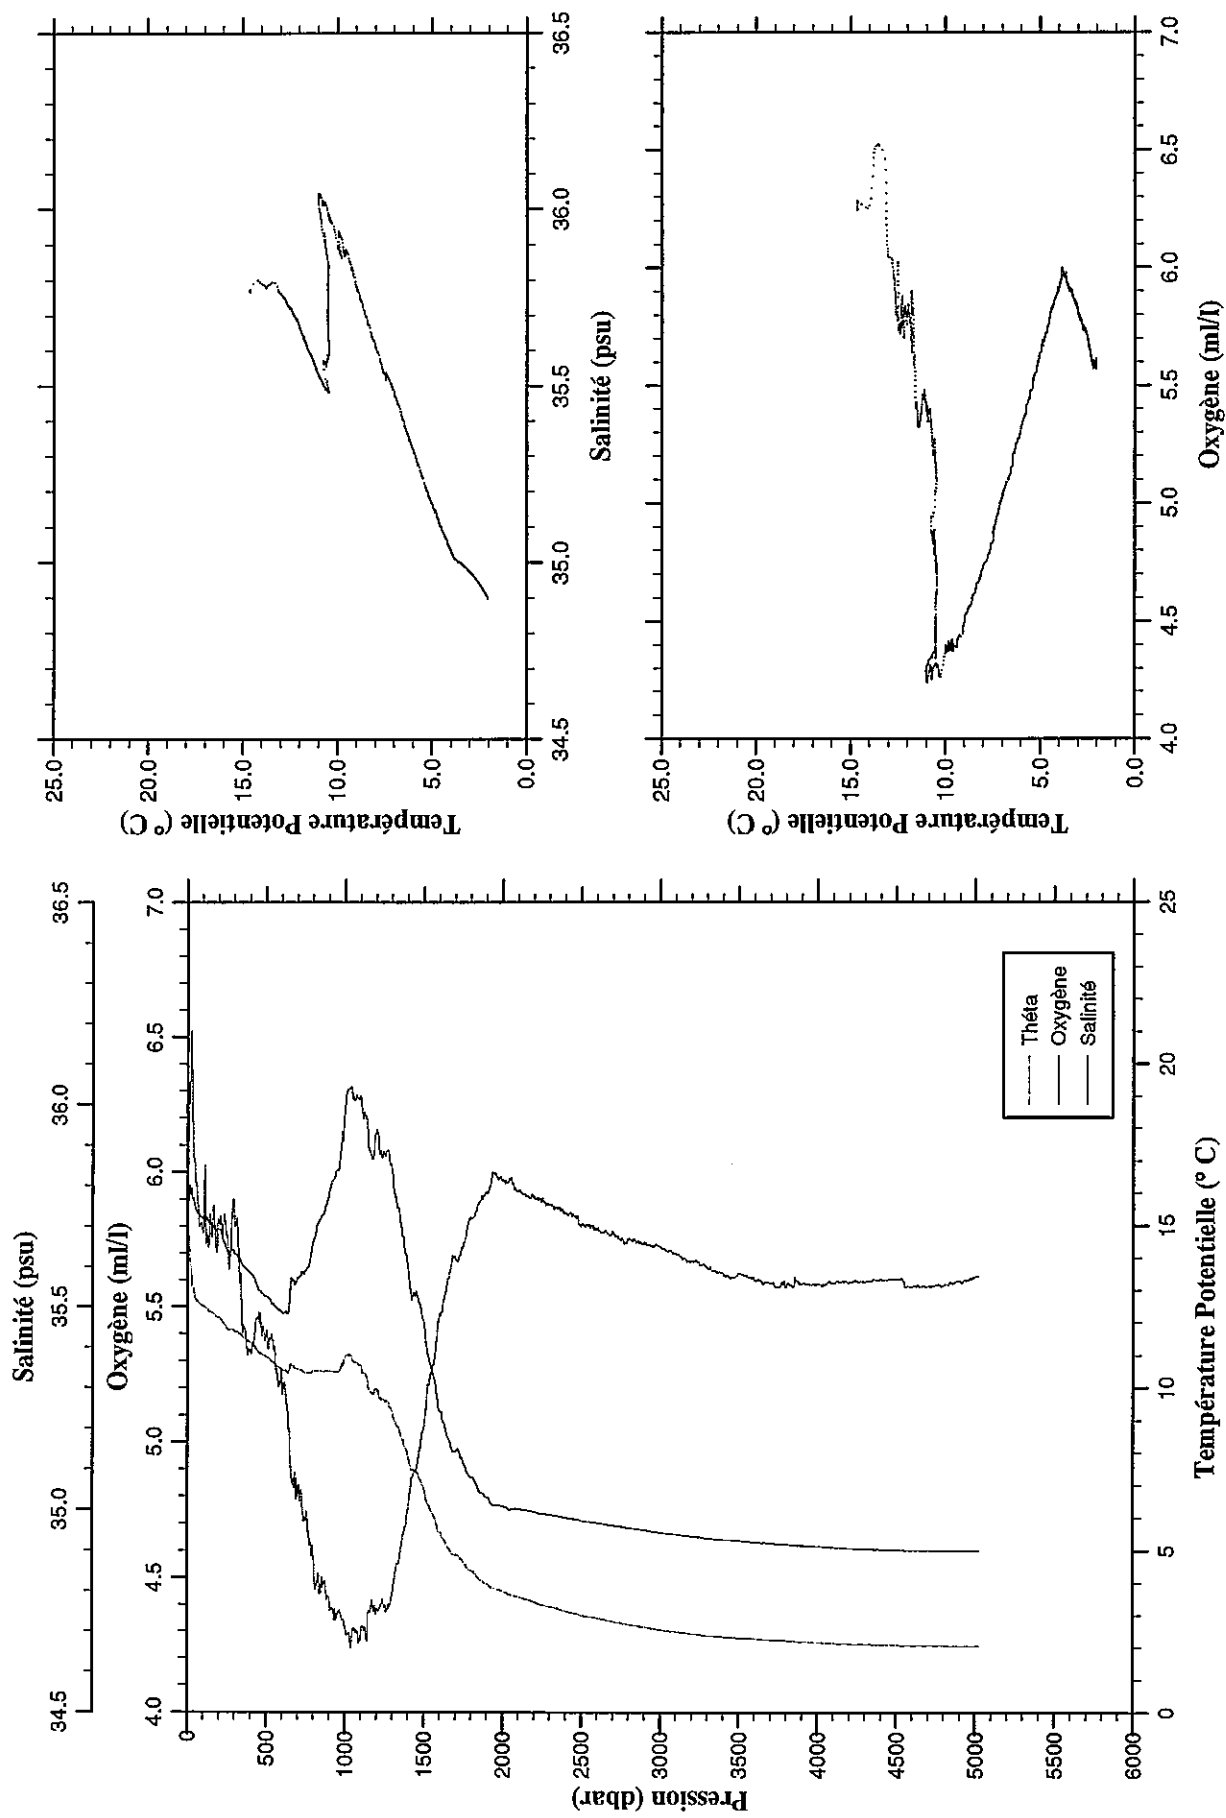 Salinité (psu)
34.5 35.0 35.5 36.0 36.5
Oxygène (ml/l)
4.0 4.5 5.0 5.5 6.0 6.5 7.0
Pression (dbar)
0
500
1000
1500
2000
2500
3000
3500
4000
4500
5000
5500
6000
Théta
Oxygène
Salinité
0 5 10 15 20 25
Température Potentielle (° C)
Température Potentielle (° C)
25.0
20.0
15.0
10.0
5.0
0.0
34.5 35.0 35.5 36.0 36.5
Salinité (psu)
Température Potentielle (° C)
25.0
20.0
15.0
10.0
5.0
0.0
4.0 4.5 5.0 5.5 6.0 6.5 7.0
Oxygène (ml/l)